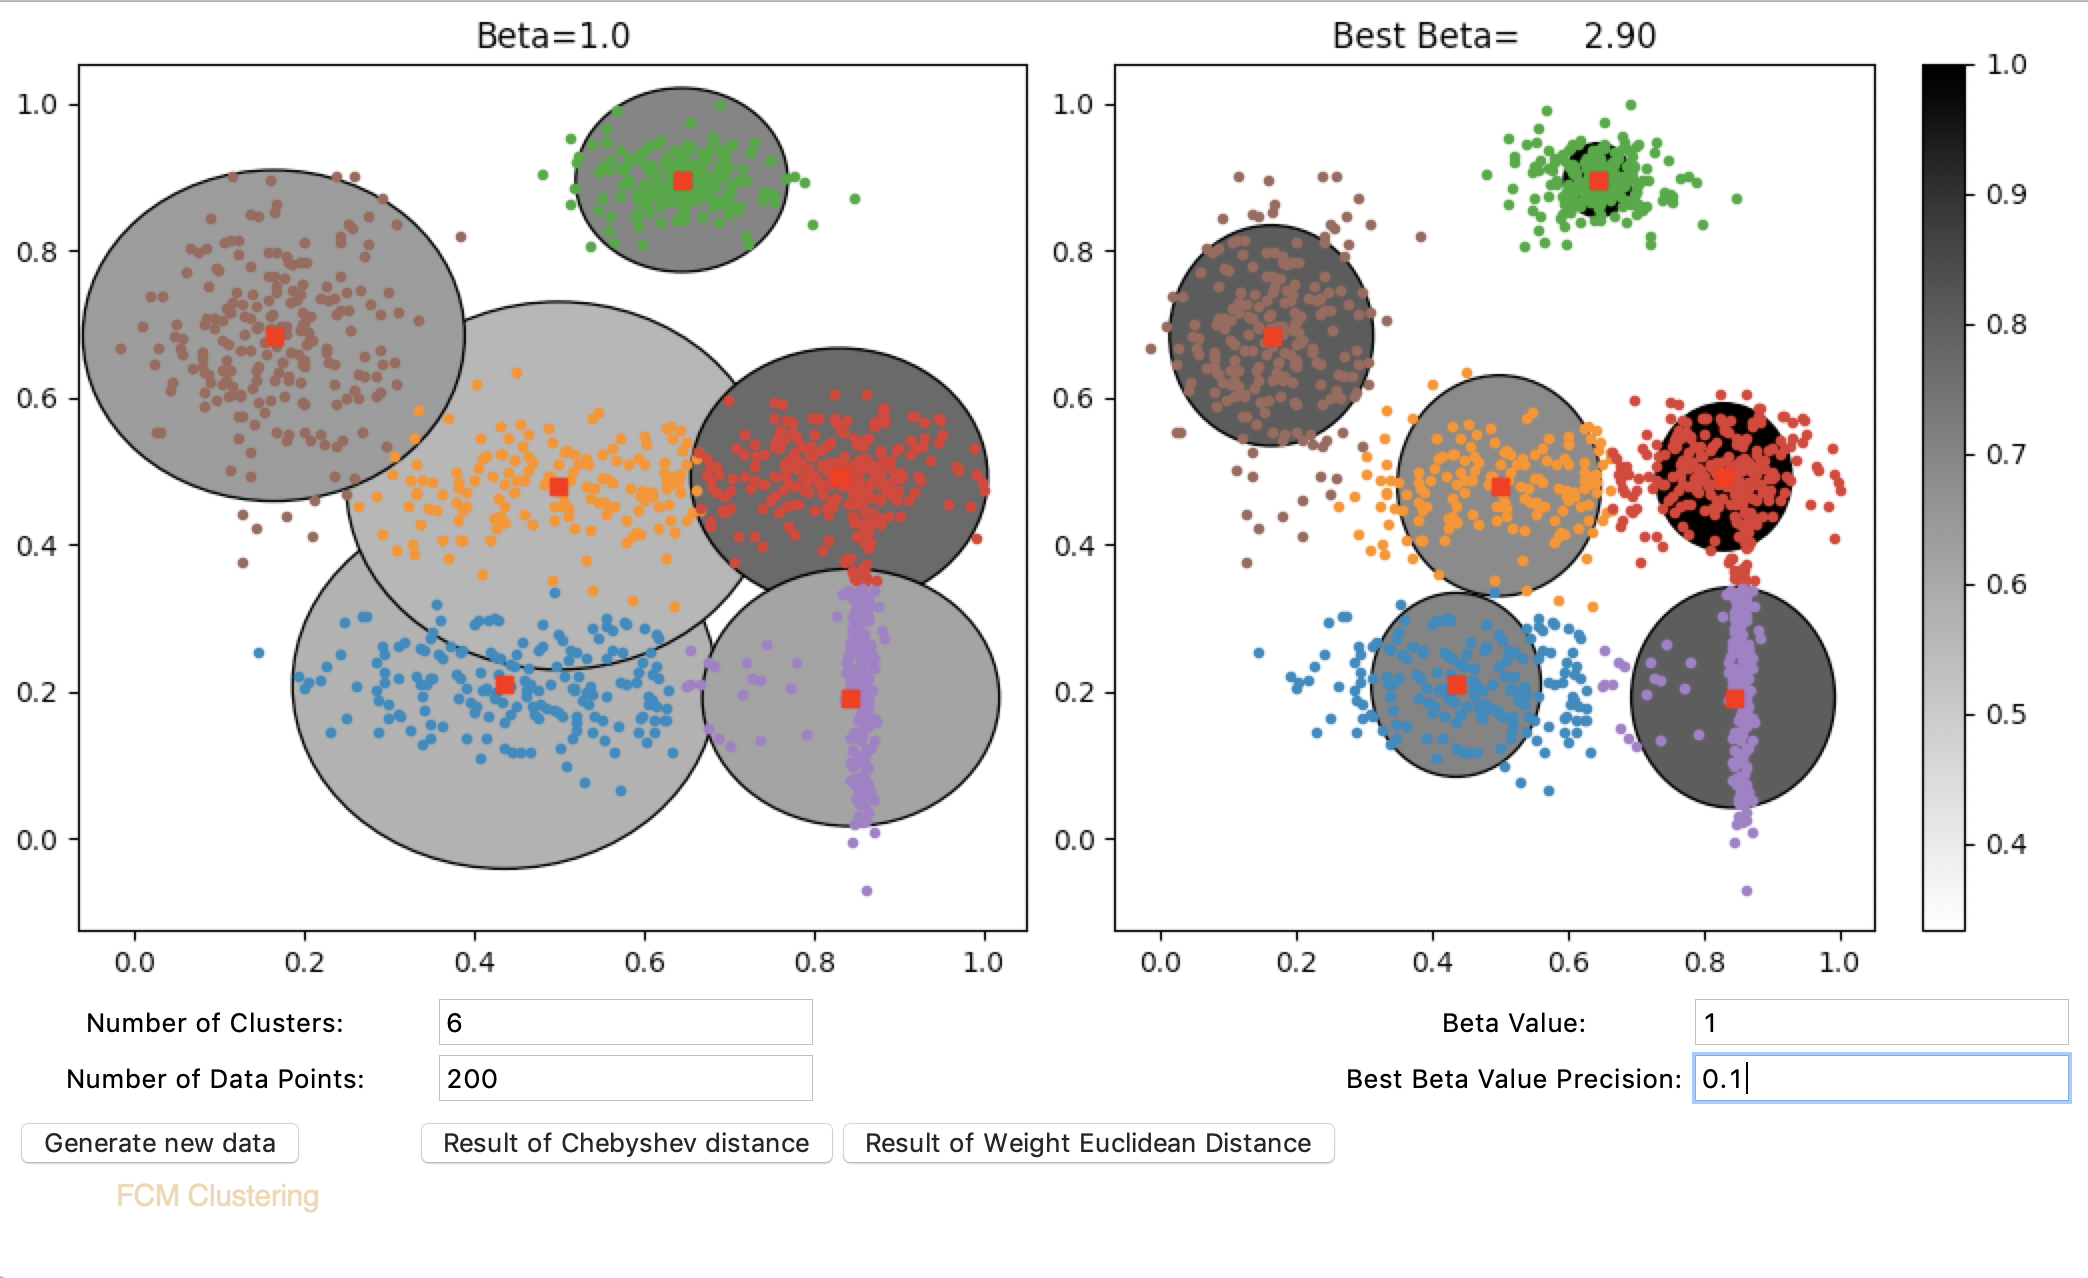 Beta=1.0
Best Beta= 2.90
1.0
0.8
0.6
0.4
0.2
0.0
0.0 0.2 0.4 0.6 0.8 1.0
1.0
0.8
0.6
0.4
0.2
0.0
0.0 0.2 0.4 0.6 0.8 1.0
1.0
0.9
0.8
0.7
0.6
0.5
0.4
Number of Clusters: 6
Beta Value: 1
Number of Data Points: 200
Best Beta Value Precision: 0.1
Generate new data
Result of Chebyshev distance
Result of Weight Euclidean Distance
FCM Clustering